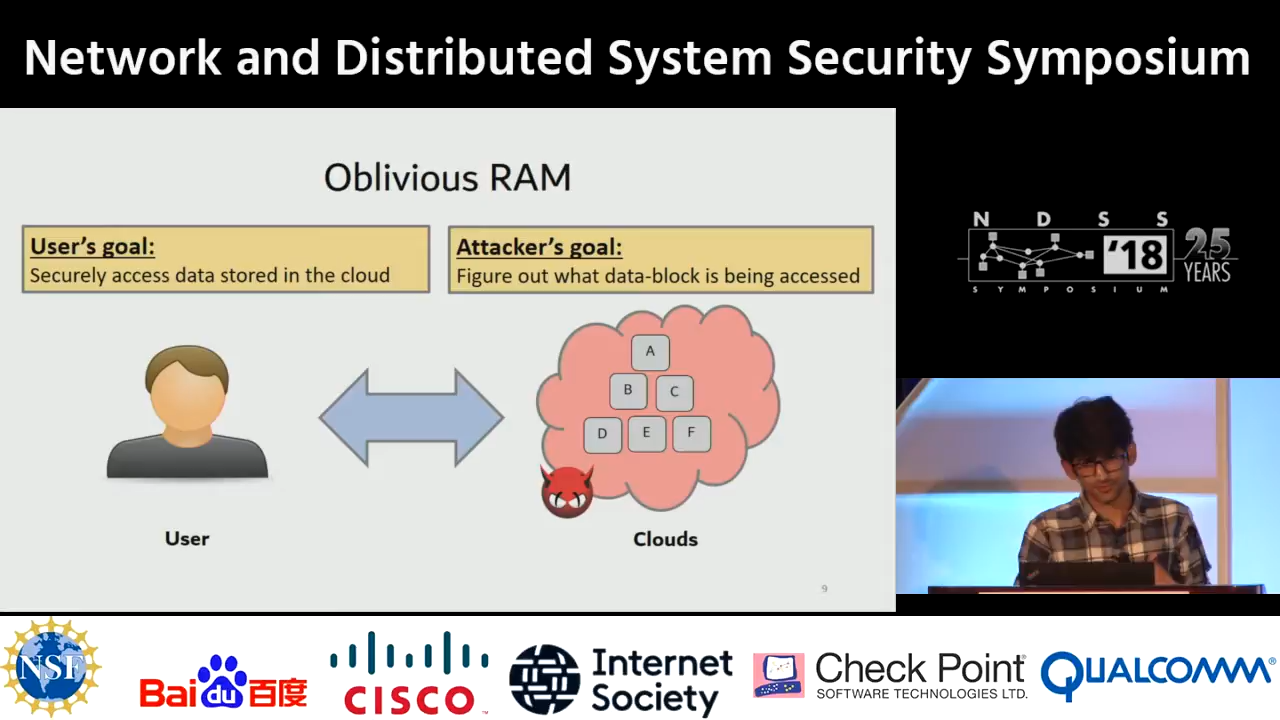 Network and Distributed System Security Symposium
Oblivious RAM
User's goal:
Securely access data stored in the cloud
Attacker's goal:
Figure out what data-block is being accessed
A
B C
D E F
User
Clouds
9
N D S S
'18
25
YEARS
S Y M P O S I U M
NSF
Bai du 百度
CISCO
Internet
Society
Check Point
SOFTWARE TECHNOLOGIES LTD.
QUALCOMM®